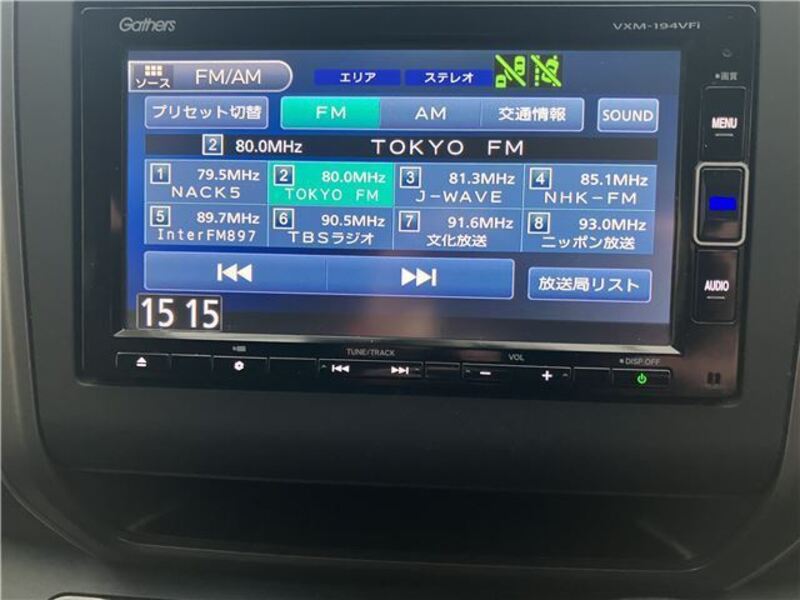 Gathers VXM-194VFi
ソース FM/AM エリア ステレオ
画質
プリセット切替 FM AM 交通情報 SOUND
MENU
2 80.0MHz TOKYO FM
1 79.5MHz NACK5
2 80.0MHz TOKYO FM
3 81.3MHz J-WAVE
4 85.1MHz NHK-FM
5 89.7MHz InterFM897
6 90.5MHz TBSラジオ
7 91.6MHz 文化放送
8 93.0MHz ニッポン放送
放送局リスト
AUDIO
15 15
TUNE/TRACK VOL DISP.OFF